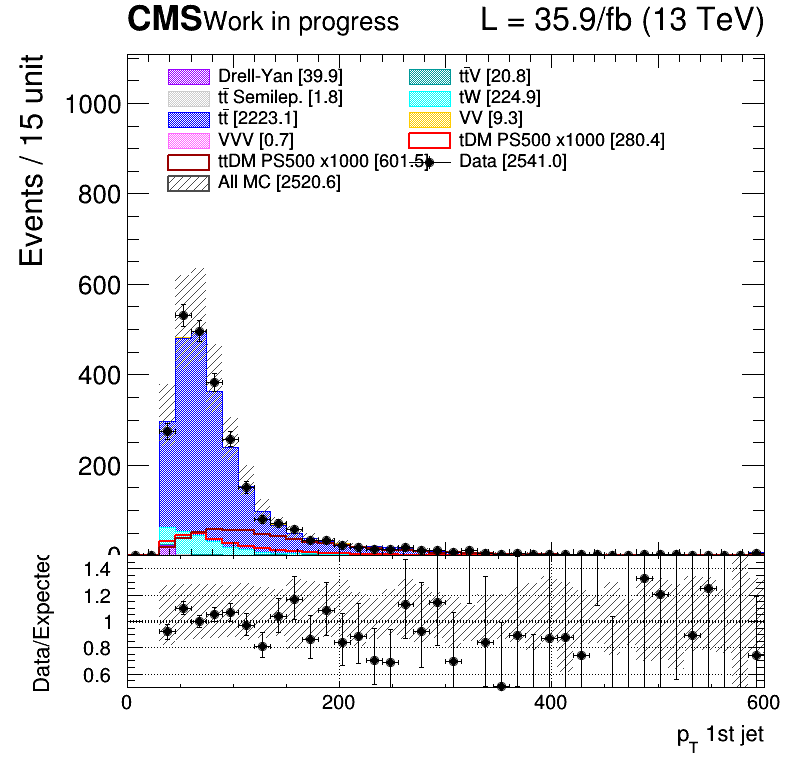 CMS Work in progress L = 35.9/fb (13 TeV)
Events / 15 unit
1000
800
600
400
200
0
Drell-Yan [39.9]
tt̄ Semilep. [1.8]
tt̄ [2223.1]
VVV [0.7]
ttDM PS500 x1000 [601.5]
All MC [2520.6]
tt̄V [20.8]
tW [224.9]
VV [9.3]
tDM PS500 x1000 [280.4]
Data [2541.0]
Data/Expected
1.4
1.2
1
0.8
0.6
0 200 400 600
p_T 1st jet